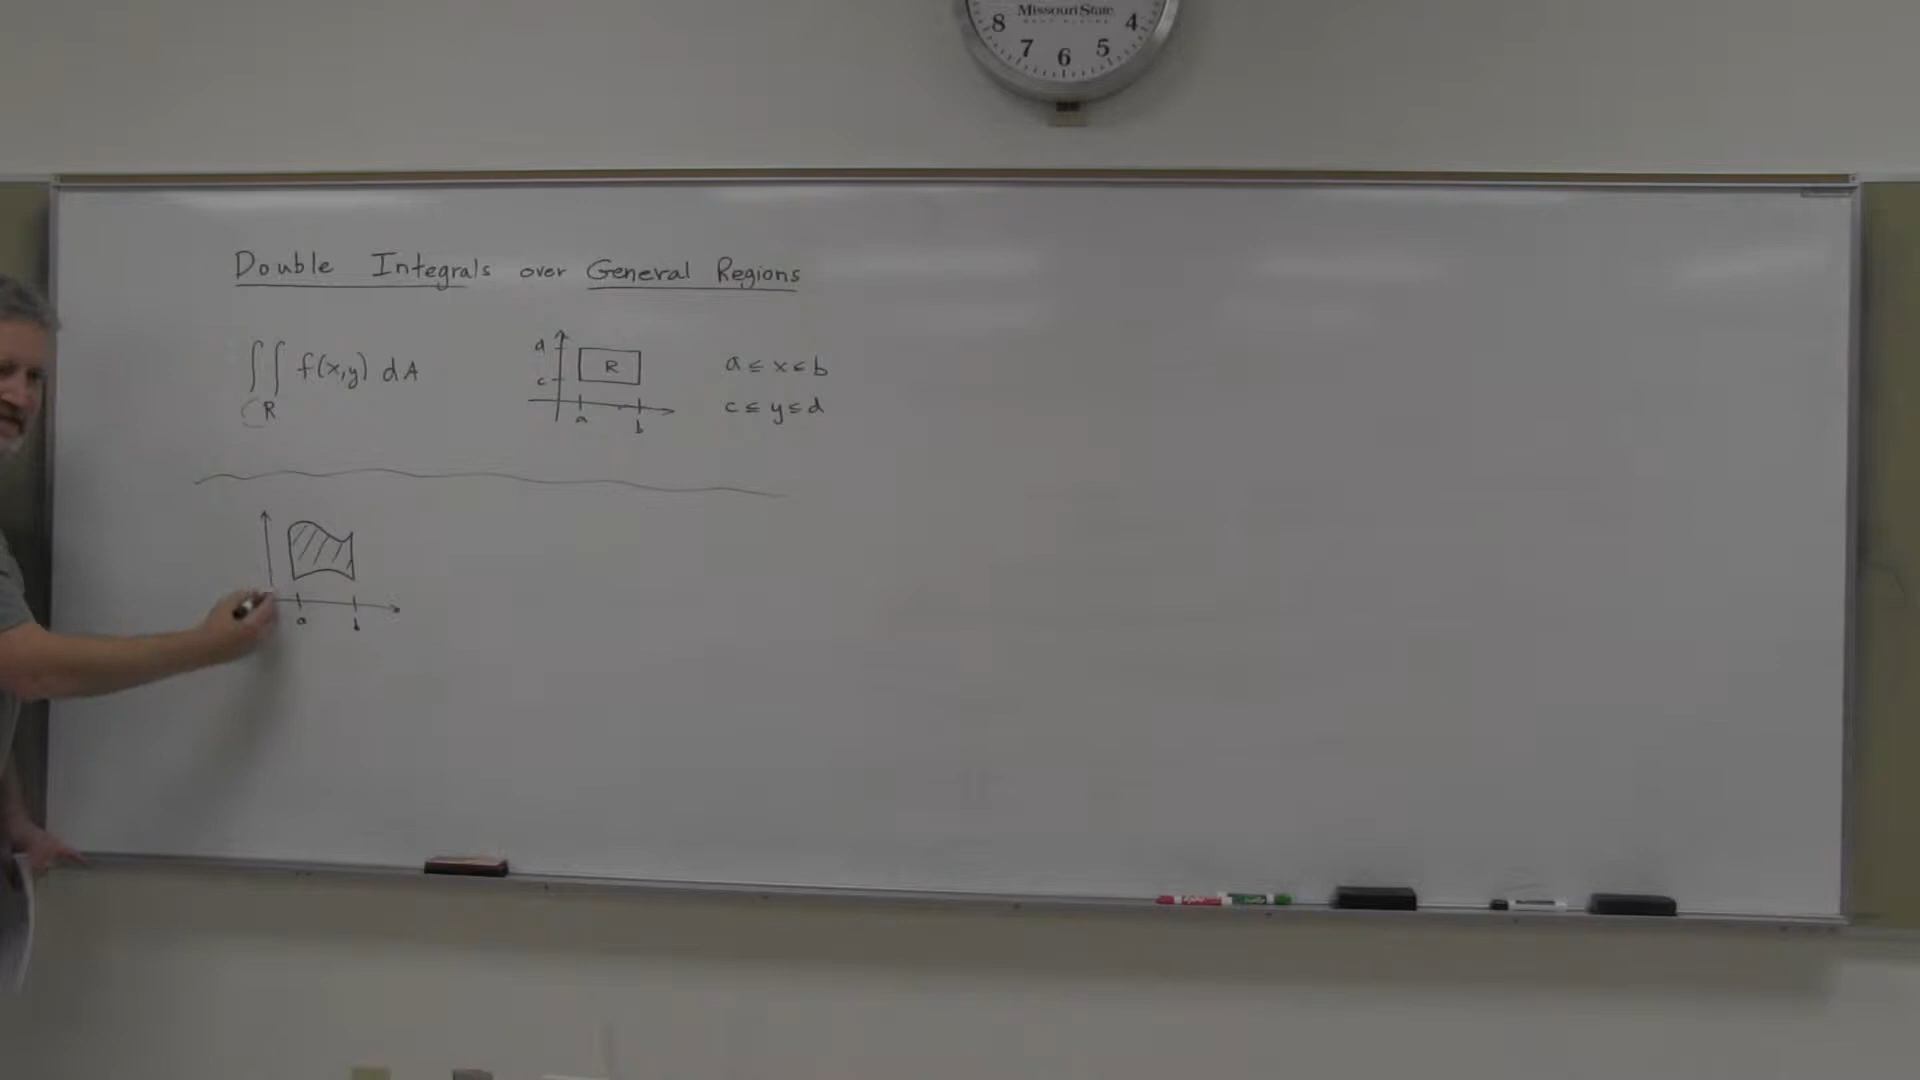 Missouri State
8 7 6 5 4
Double Integrals over General Regions
∬ f(x,y) dA
R
d
c
R
a
b
a ≤ x ≤ b
c ≤ y ≤ d
a
b